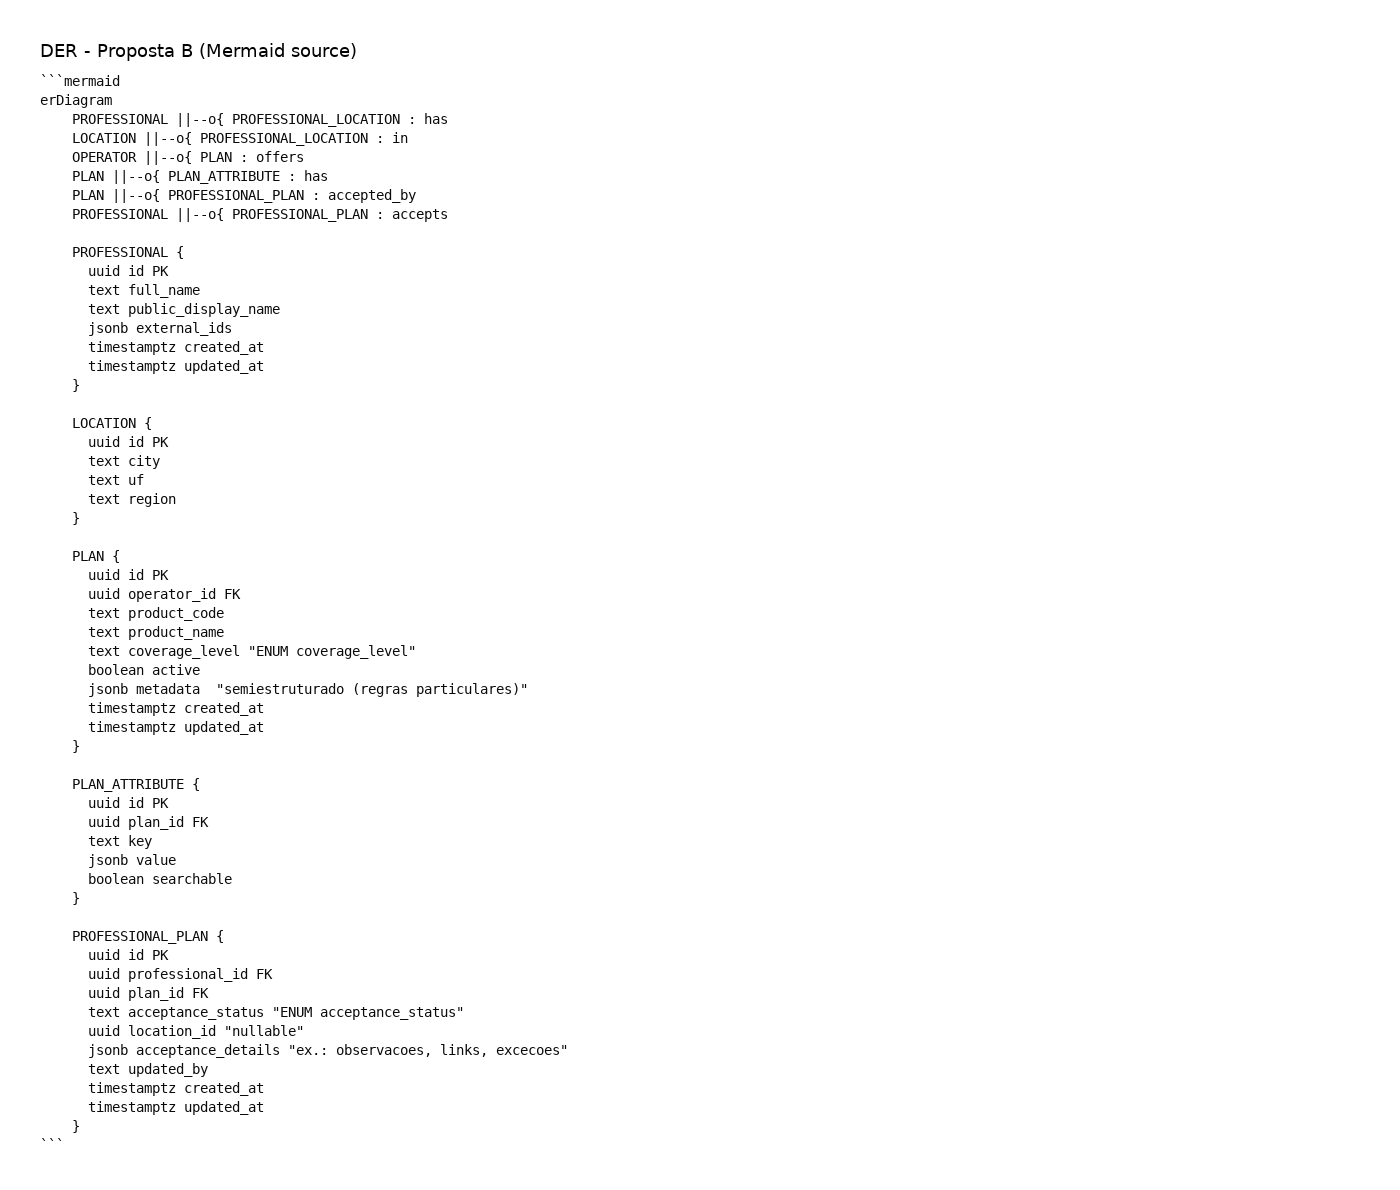 DER - Proposta B (Mermaid source)
```mermaid
erDiagram
    PROFESSIONAL ||--o{ PROFESSIONAL_LOCATION : has
    LOCATION ||--o{ PROFESSIONAL_LOCATION : in
    OPERATOR ||--o{ PLAN : offers
    PLAN ||--o{ PLAN_ATTRIBUTE : has
    PLAN ||--o{ PROFESSIONAL_PLAN : accepted_by
    PROFESSIONAL ||--o{ PROFESSIONAL_PLAN : accepts

    PROFESSIONAL {
      uuid id PK
      text full_name
      text public_display_name
      jsonb external_ids
      timestamptz created_at
      timestamptz updated_at
    }

    LOCATION {
      uuid id PK
      text city
      text uf
      text region
    }

    PLAN {
      uuid id PK
      uuid operator_id FK
      text product_code
      text product_name
      text coverage_level "ENUM coverage_level"
      boolean active
      jsonb metadata  "semiestruturado (regras particulares)"
      timestamptz created_at
      timestamptz updated_at
    }

    PLAN_ATTRIBUTE {
      uuid id PK
      uuid plan_id FK
      text key
      jsonb value
      boolean searchable
    }

    PROFESSIONAL_PLAN {
      uuid id PK
      uuid professional_id FK
      uuid plan_id FK
      text acceptance_status "ENUM acceptance_status"
      uuid location_id "nullable"
      jsonb acceptance_details "ex.: observacoes, links, excecoes"
      text updated_by
      timestamptz created_at
      timestamptz updated_at
    }
```